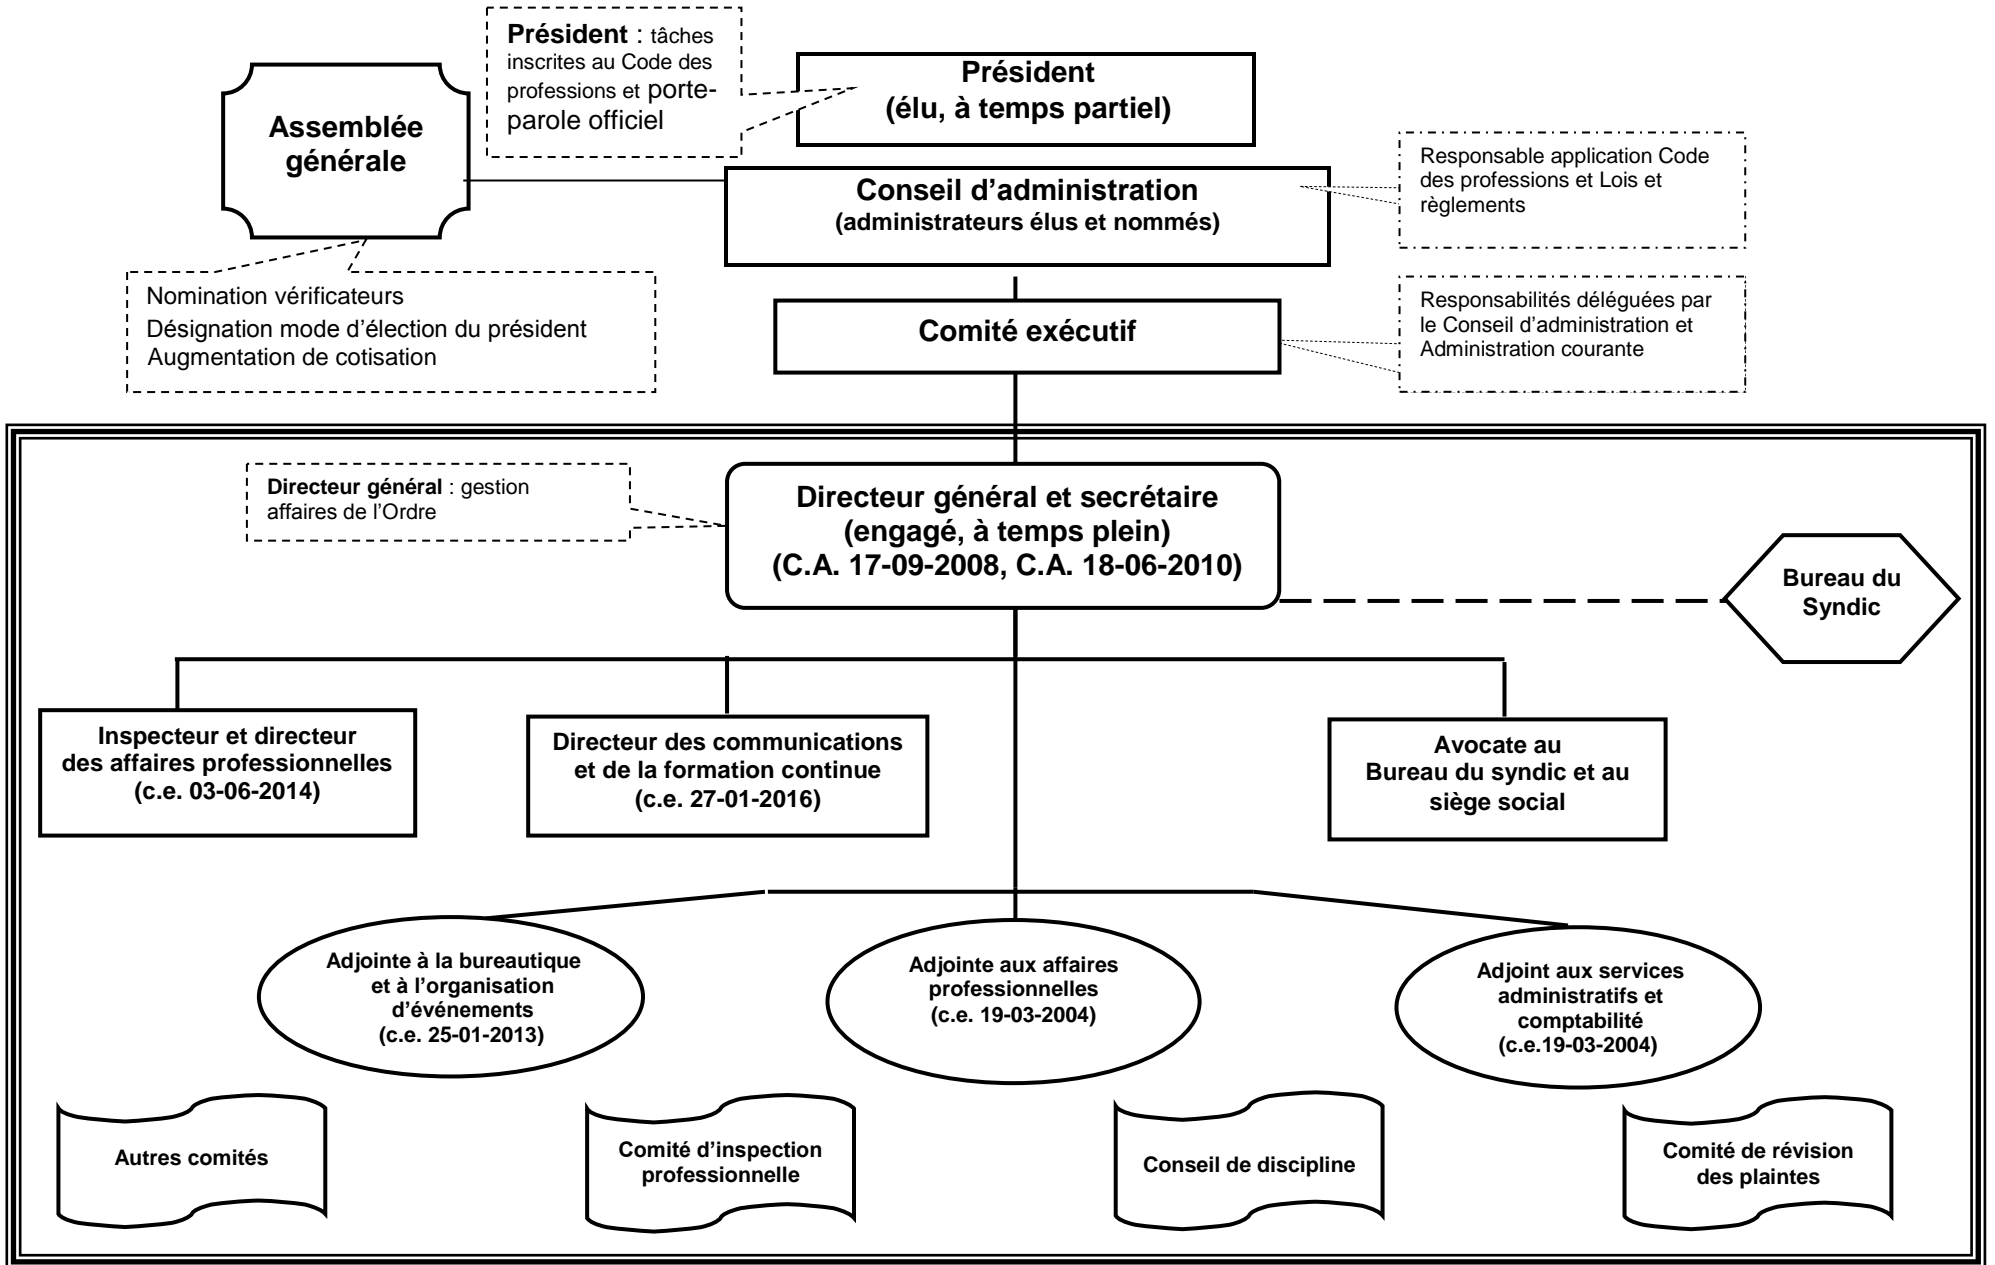 Président : tâches
inscrites au Code des
professions et porte-
parole officiel
Président
(élu, à temps partiel)
Assemblée
générale
Conseil d'administration
(administrateurs élus et nommés)
Responsable application Code
des professions et Lois et
règlements
Nomination vérificateurs
Désignation mode d'élection du président
Augmentation de cotisation
Comité exécutif
Responsabilités déléguées par
le Conseil d'administration et
Administration courante
Directeur général : gestion
affaires de l'Ordre
Directeur général et secrétaire
(engagé, à temps plein)
(C.A. 17-09-2008, C.A. 18-06-2010)
Bureau du
Syndic
Inspecteur et directeur
des affaires professionnelles
(c.e. 03-06-2014)
Directeur des communications
et de la formation continue
(c.e. 27-01-2016)
Avocate au
Bureau du syndic et au
siège social
Adjointe à la bureautique
et à l'organisation
d'événements
(c.e. 25-01-2013)
Adjointe aux affaires
professionnelles
(c.e. 19-03-2004)
Adjoint aux services
administratifs et
comptabilité
(c.e.19-03-2004)
Autres comités
Comité d'inspection
professionnelle
Conseil de discipline
Comité de révision
des plaintes